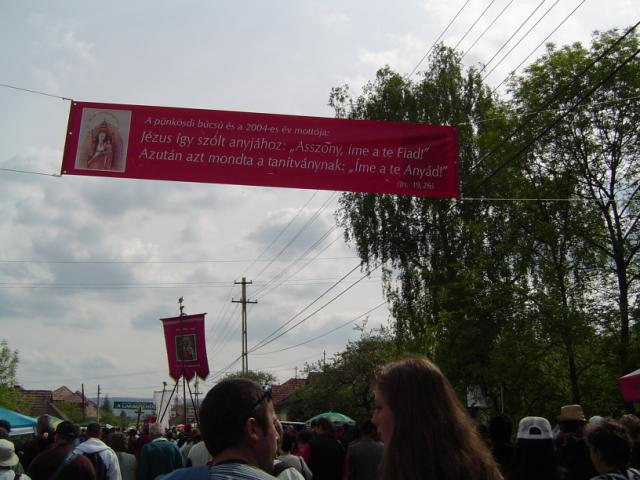 A pünkösdi búcsú és a 2004-es év mottója:
Jézus így szólt anyjához: „Asszony, íme a te Fiad!”
Azután azt mondta a tanítványnak: „Íme a te Anyád!”
(Jn. 19,26)